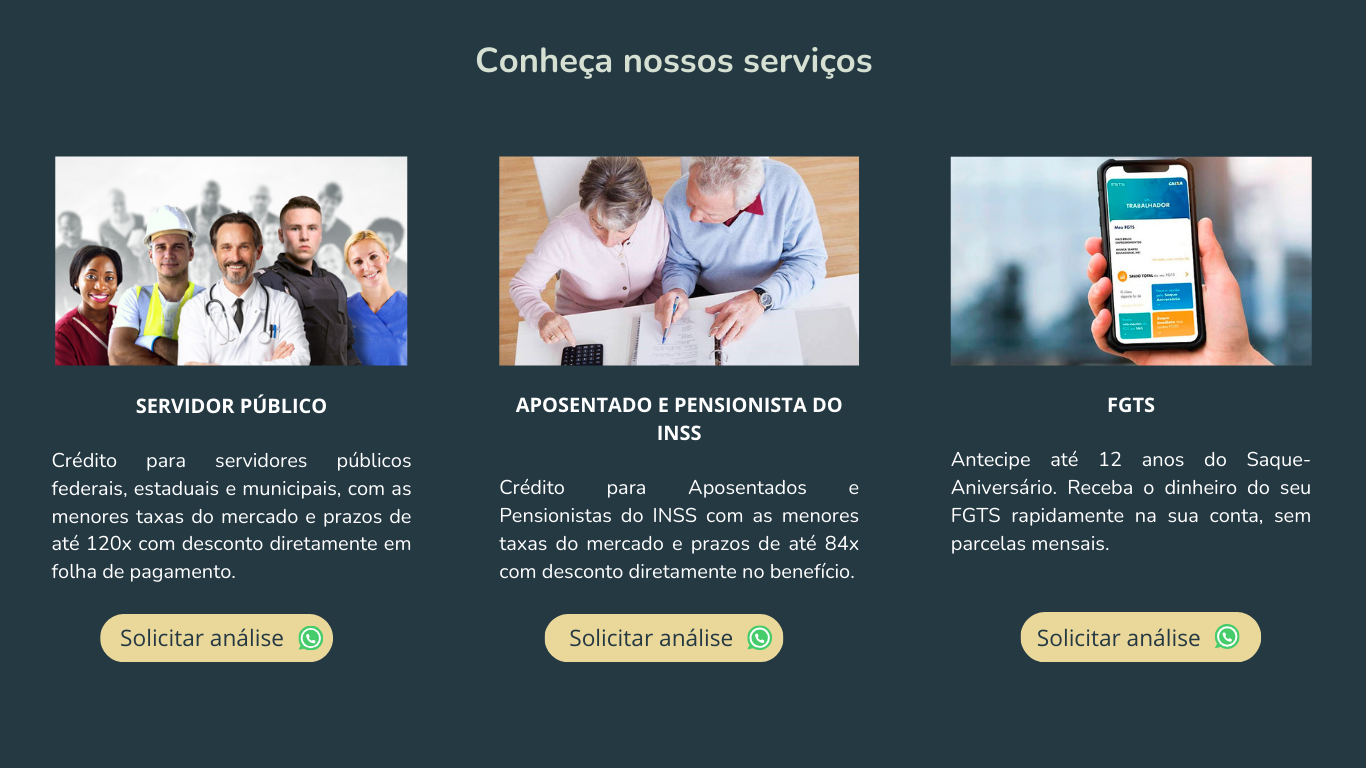 Conheça nossos serviços
TRABALHADOR
Meu FGTS
SERVIDOR PÚBLICO
Crédito para servidores públicos
federais, estaduais e municipais, com as
menores taxas do mercado e prazos de
até 120x com desconto diretamente em
folha de pagamento.
Solicitar análise
APOSENTADO E PENSIONISTA DO
INSS
Crédito para Aposentados e
Pensionistas do INSS com as menores
taxas do mercado e prazos de até 84x
com desconto diretamente no benefício.
Solicitar análise
FGTS
Antecipe até 12 anos do Saque-
Aniversário. Receba o dinheiro do seu
FGTS rapidamente na sua conta, sem
parcelas mensais.
Solicitar análise